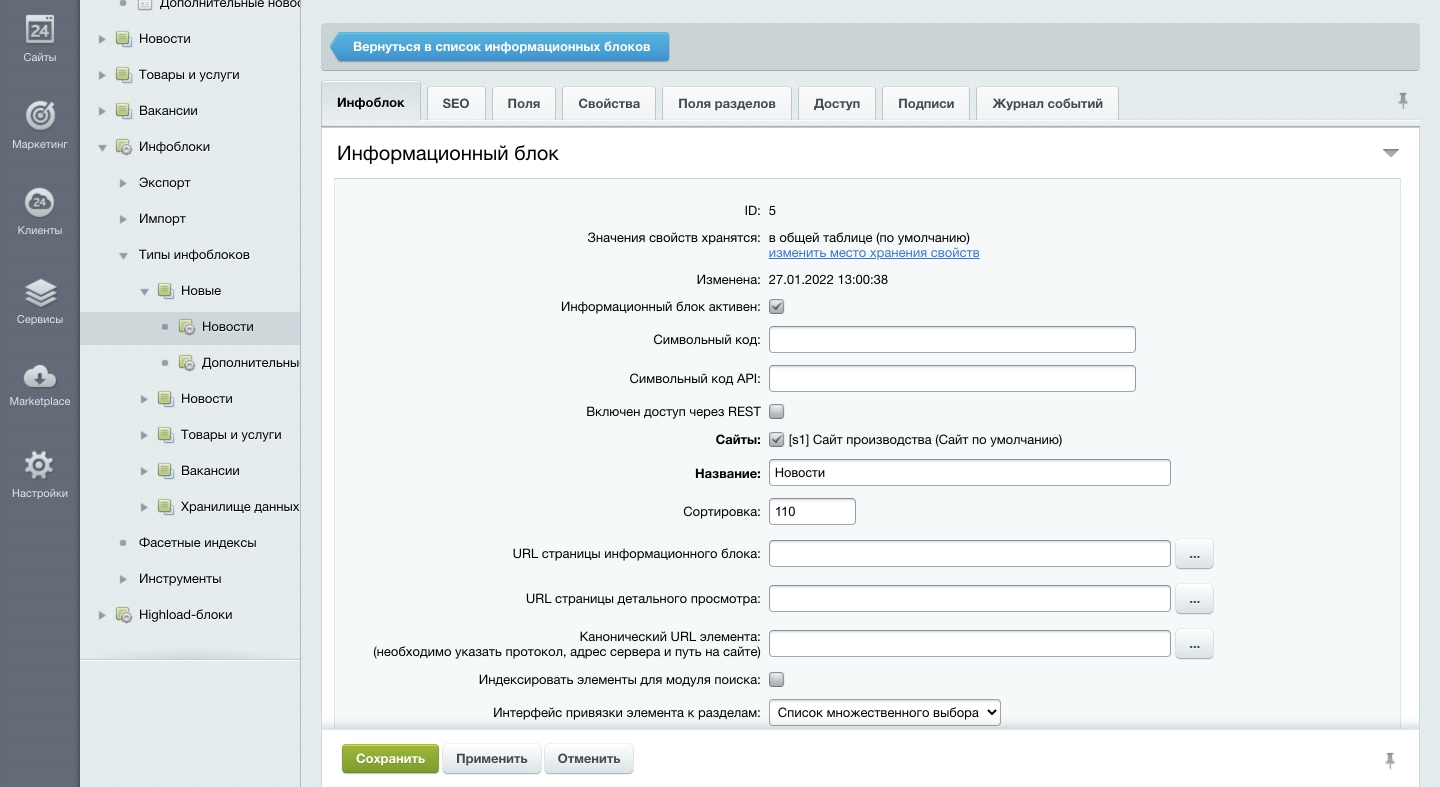 24
Сайты
Маркетинг
24
Клиенты
Сервисы
Marketplace
Настройки
Дополнительные новос
Новости
Товары и услуги
Вакансии
Инфоблоки
Экспорт
Импорт
Типы инфоблоков
Новые
Новости
Дополнительны
Новости
Товары и услуги
Вакансии
Хранилище данных
Фасетные индексы
Инструменты
Highload-блоки
Вернуться в список информационных блоков
Инфоблок SEO Поля Свойства Поля разделов Доступ Подписи Журнал событий
Информационный блок
ID: 5
Значения свойств хранятся: в общей таблице (по умолчанию)
изменить место хранения свойств
Изменена: 27.01.2022 13:00:38
Информационный блок активен:
Символьный код:
Символьный код API:
Включен доступ через REST
Сайты: [s1] Сайт производства (Сайт по умолчанию)
Название: Новости
Сортировка: 110
URL страницы информационного блока: ...
URL страницы детального просмотра: ...
Канонический URL элемента:
(необходимо указать протокол, адрес сервера и путь на сайте) ...
Индексировать элементы для модуля поиска:
Интерфейс привязки элемента к разделам: Список множественного выбора
Сохранить Применить Отменить